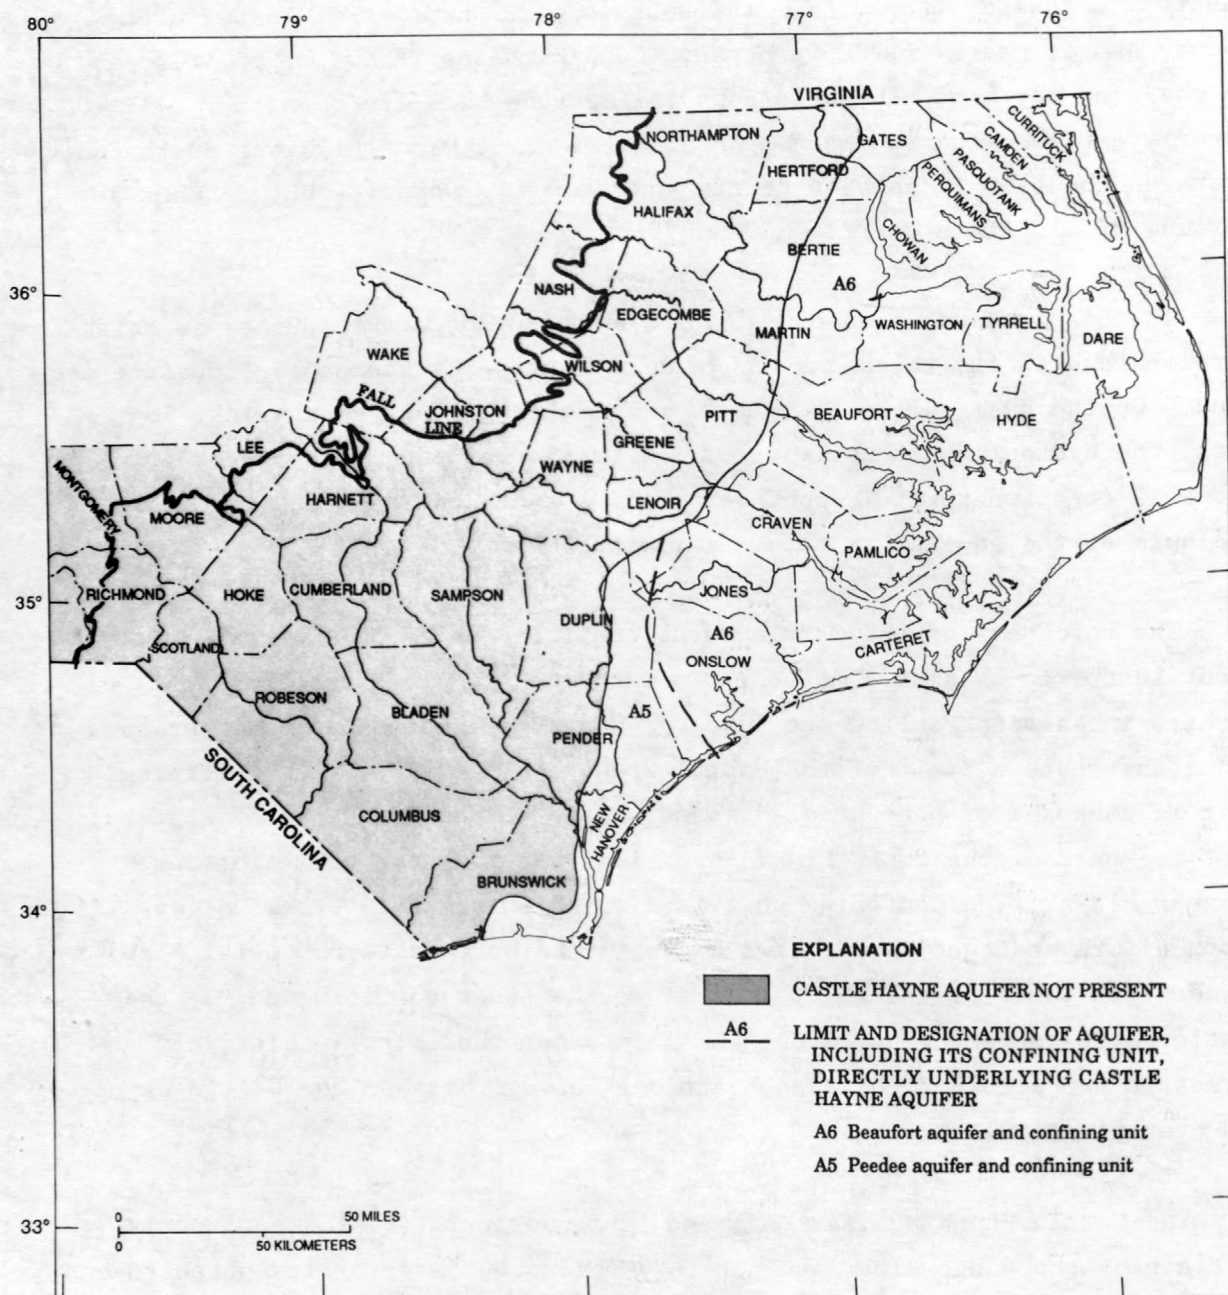 80°
79°
78°
77°
76°
VIRGINIA
NORTHAMPTON
GATES
CURRITUCK
CAMDEN
PASQUOTANK
PERQUIMANS
HERTFORD
HALIFAX
CHOWAN
BERTIE
A6
36°
NASH
EDGECOMBE
MARTIN
WASHINGTON
TYRRELL
DARE
WAKE
WILSON
FALL
LINE
JOHNSTON
PITT
BEAUFORT
HYDE
LEE
GREENE
WAYNE
MONTGOMERY
HARNETT
LENOIR
MOORE
CRAVEN
PAMLICO
35°
RICHMOND
HOKE
CUMBERLAND
SAMPSON
JONES
DUPLIN
A6
SCOTLAND
ONSLOW
CARTERET
ROBESON
BLADEN
A5
PENDER
SOUTH CAROLINA
COLUMBUS
NEW
HANOVER
BRUNSWICK
34°
EXPLANATION
CASTLE HAYNE AQUIFER NOT PRESENT
A6
LIMIT AND DESIGNATION OF AQUIFER,
INCLUDING ITS CONFINING UNIT,
DIRECTLY UNDERLYING CASTLE
HAYNE AQUIFER
A6 Beaufort aquifer and confining unit
A5 Peedee aquifer and confining unit
33°
0 50 MILES
0 50 KILOMETERS